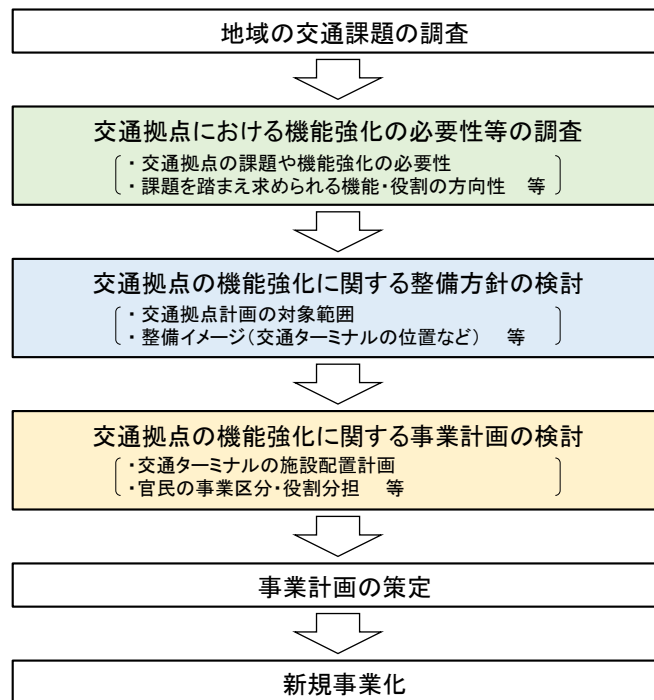 地域の交通課題の調査
交通拠点における機能強化の必要性等の調査
・交通拠点の課題や機能強化の必要性
・課題を踏まえ求められる機能・役割の方向性　等
交通拠点の機能強化に関する整備方針の検討
・交通拠点計画の対象範囲
・整備イメージ（交通ターミナルの位置など）　等
交通拠点の機能強化に関する事業計画の検討
・交通ターミナルの施設配置計画
・官民の事業区分・役割分担　等
事業計画の策定
新規事業化